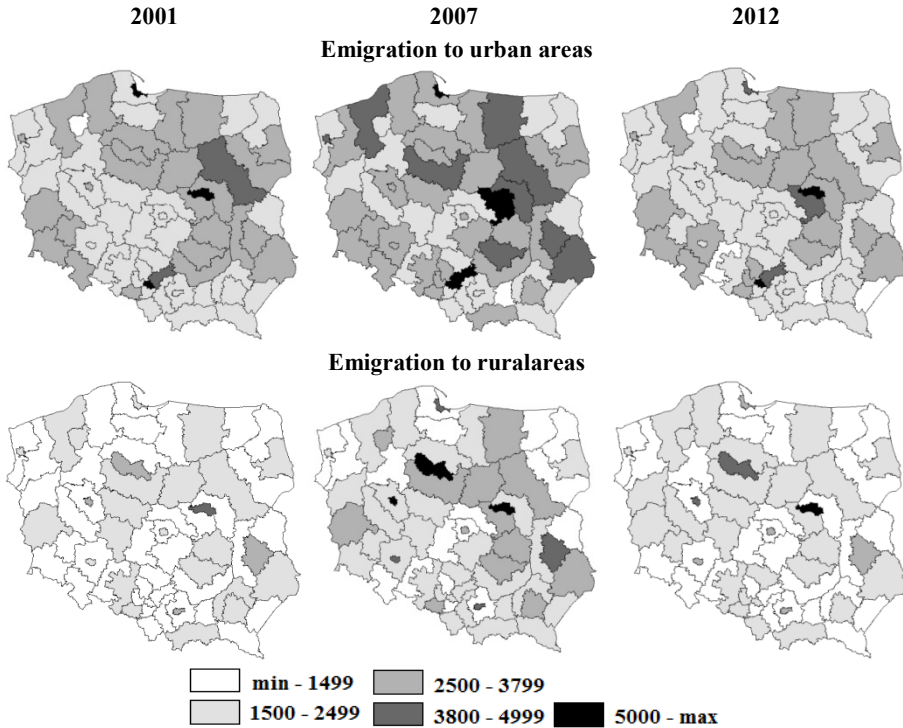 2001 2007 2012
Emigration to urban areas
Emigration to ruralareas
min - 1499 2500 - 3799
1500 - 2499 3800 - 4999 5000 - max